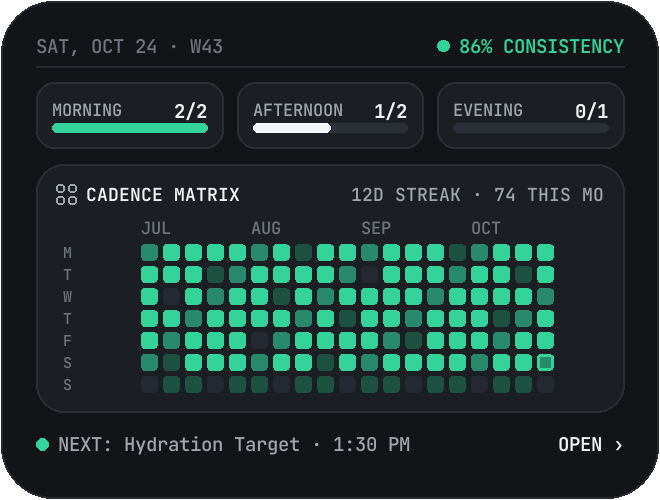 SAT, OCT 24 · W43
86% CONSISTENCY
MORNING 2/2
AFTERNOON 1/2
EVENING 0/1
CADENCE MATRIX
12D STREAK · 74 THIS MO
JUL AUG SEP OCT
M
T
W
T
F
S
S
NEXT: Hydration Target · 1:30 PM
OPEN ›